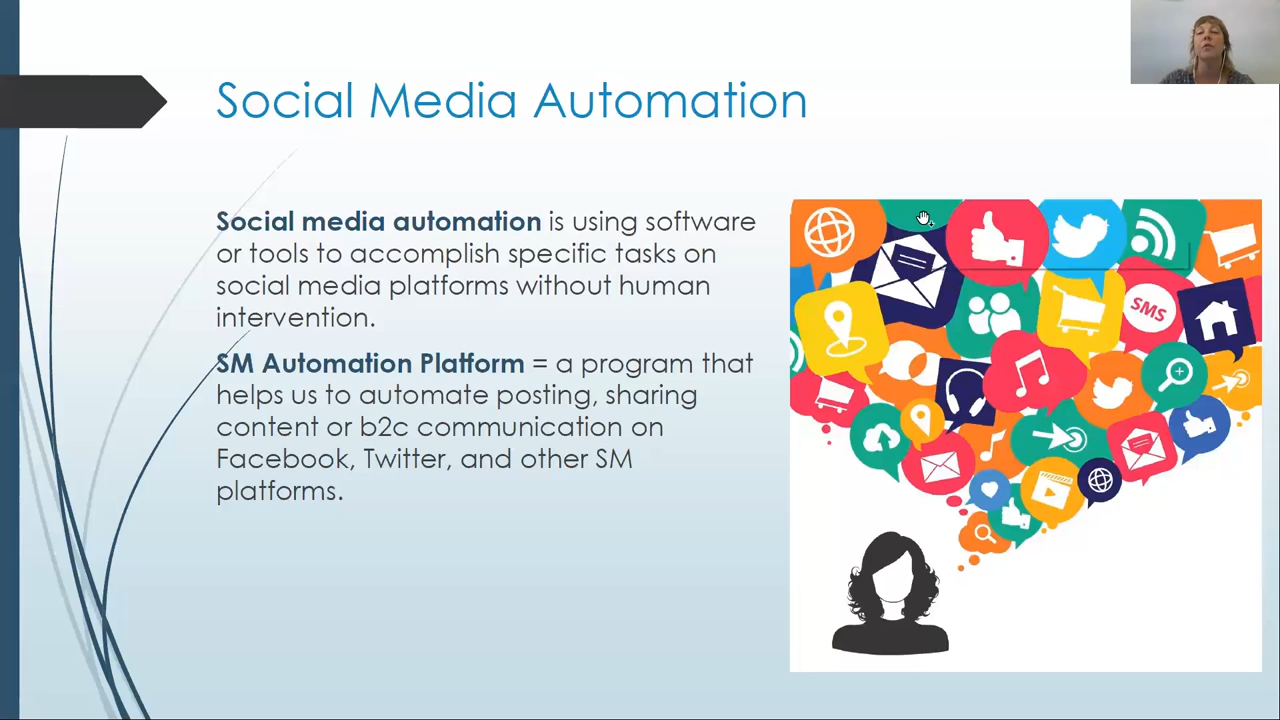 Social Media Automation
Social media automation is using software
or tools to accomplish specific tasks on
social media platforms without human
intervention.
SM Automation Platform = a program that
helps us to automate posting, sharing
content or b2c communication on
Facebook, Twitter, and other SM
platforms.
SMS